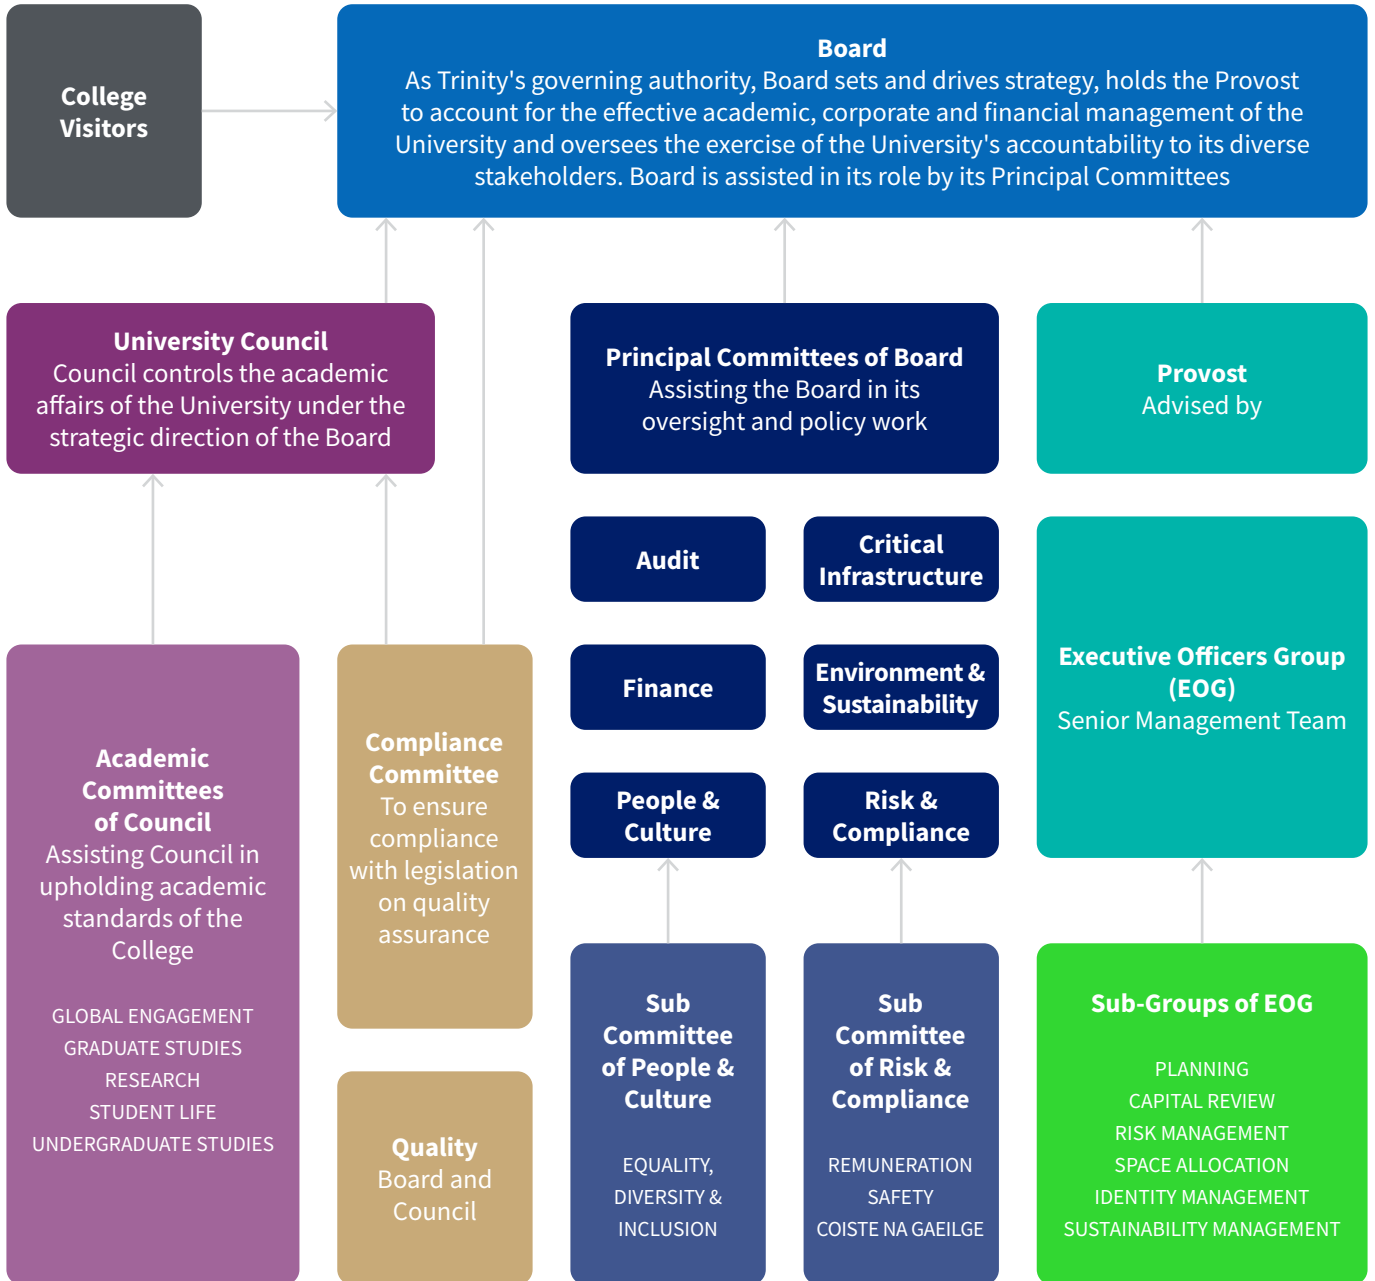 College
Visitors
Board
As Trinity's governing authority, Board sets and drives strategy, holds the Provost
to account for the effective academic, corporate and financial management of the
University and oversees the exercise of the University's accountability to its diverse
stakeholders. Board is assisted in its role by its Principal Committees
University Council
Council controls the academic
affairs of the University under the
strategic direction of the Board
Principal Committees of Board
Assisting the Board in its
oversight and policy work
Provost
Advised by
Audit
Critical
Infrastructure
Finance
Environment &
Sustainability
People &
Culture
Risk &
Compliance
Executive Officers Group
(EOG)
Senior Management Team
Academic
Committees
of Council
Assisting Council in
upholding academic
standards of the
College
GLOBAL ENGAGEMENT
GRADUATE STUDIES
RESEARCH
STUDENT LIFE
UNDERGRADUATE STUDIES
Compliance
Committee
To ensure
compliance
with legislation
on quality
assurance
Quality
Board and
Council
Sub
Committee
of People &
Culture
EQUALITY,
DIVERSITY &
INCLUSION
Sub
Committee
of Risk &
Compliance
REMUNERATION
SAFETY
COISTE NA GAEILGE
Sub-Groups of EOG
PLANNING
CAPITAL REVIEW
RISK MANAGEMENT
SPACE ALLOCATION
IDENTITY MANAGEMENT
SUSTAINABILITY MANAGEMENT